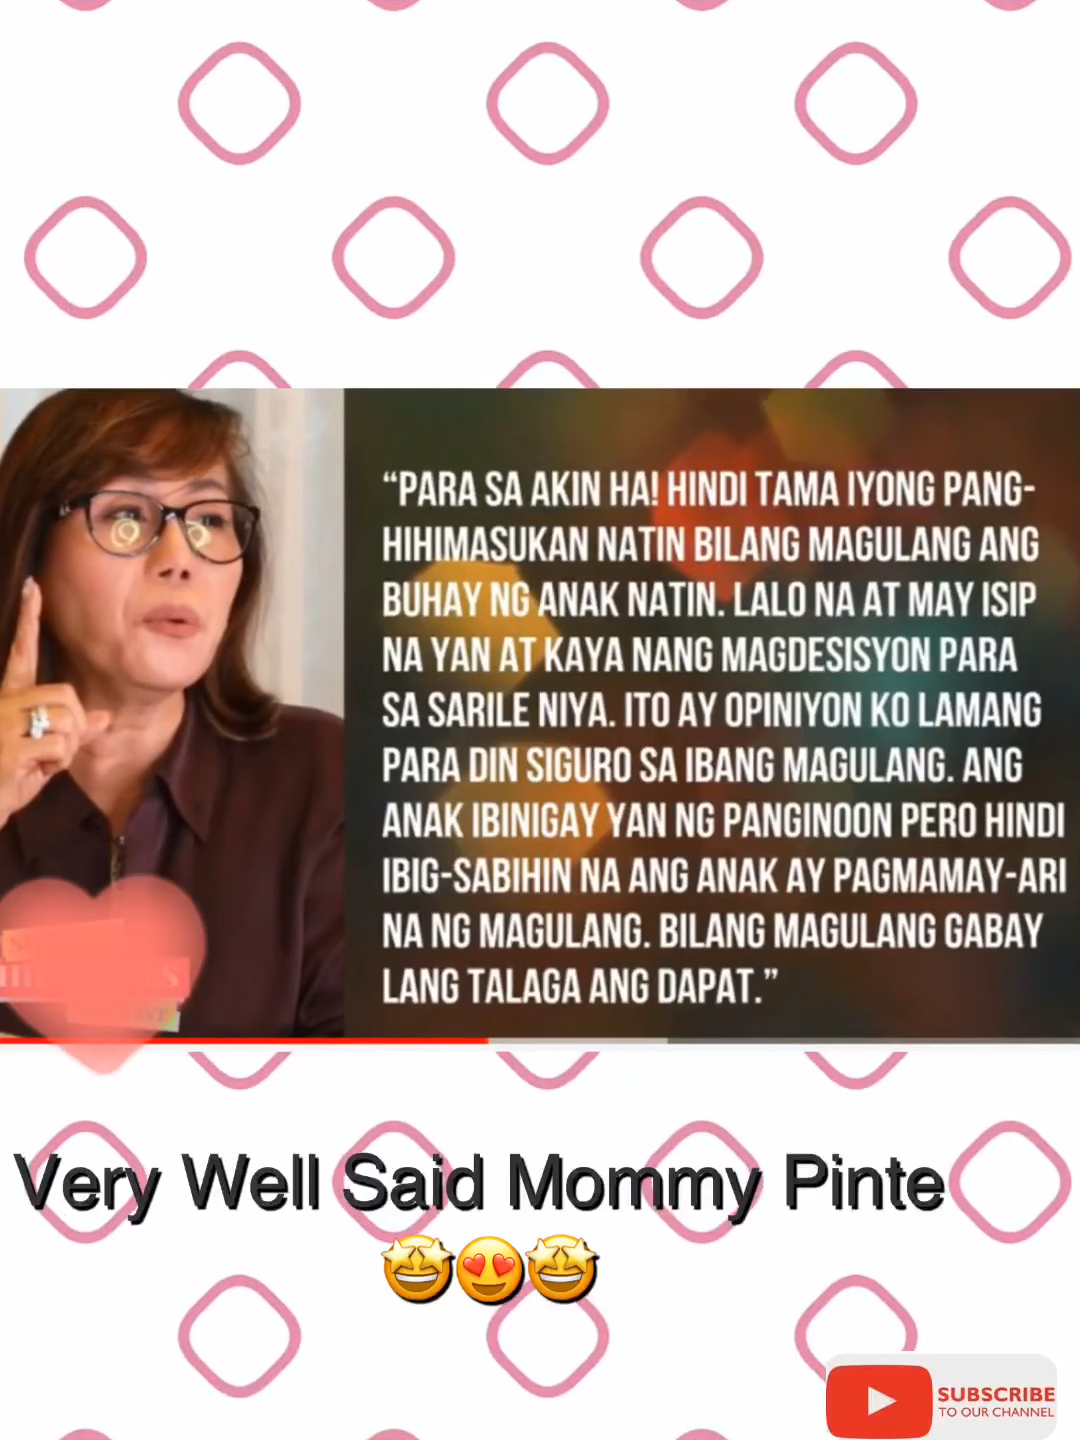 “PARA SA AKIN HA! HINDI TAMA IYONG PANG-
HIHIMASUKAN NATIN BILANG MAGULANG ANG
BUHAY NG ANAK NATIN. LALO NA AT MAY ISIP
NA YAN AT KAYA NANG MAGDESISYON PARA
SA SARILE NIYA. ITO AY OPINIYON KO LAMANG
PARA DIN SIGURO SA IBANG MAGULANG. ANG
ANAK IBINIGAY YAN NG PANGINOON PERO HINDI
IBIG-SABIHIN NA ANG ANAK AY PAGMAMAY-ARI
NA NG MAGULANG. BILANG MAGULANG GABAY
LANG TALAGA ANG DAPAT.”
Very Well Said Mommy Pinte
🤩😍🤩
SUBSCRIBE
TO OUR CHANNEL